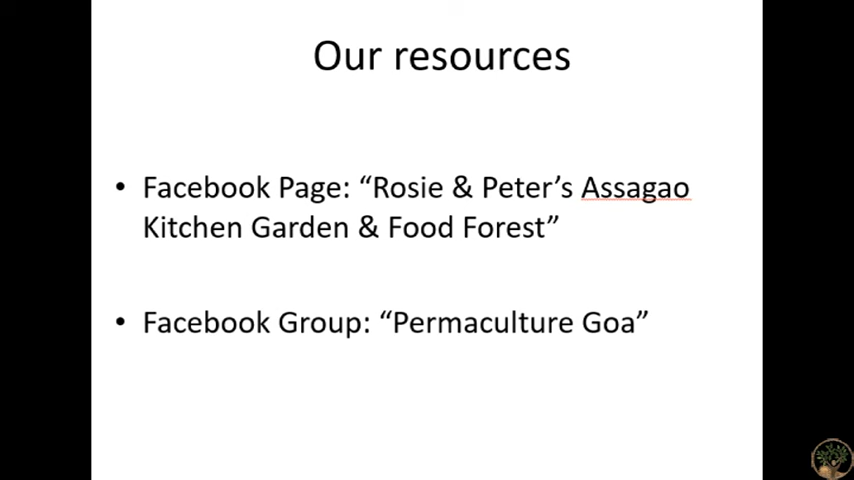 Our resources
• Facebook Page: “Rosie & Peter’s Assagao
Kitchen Garden & Food Forest”
• Facebook Group: “Permaculture Goa”